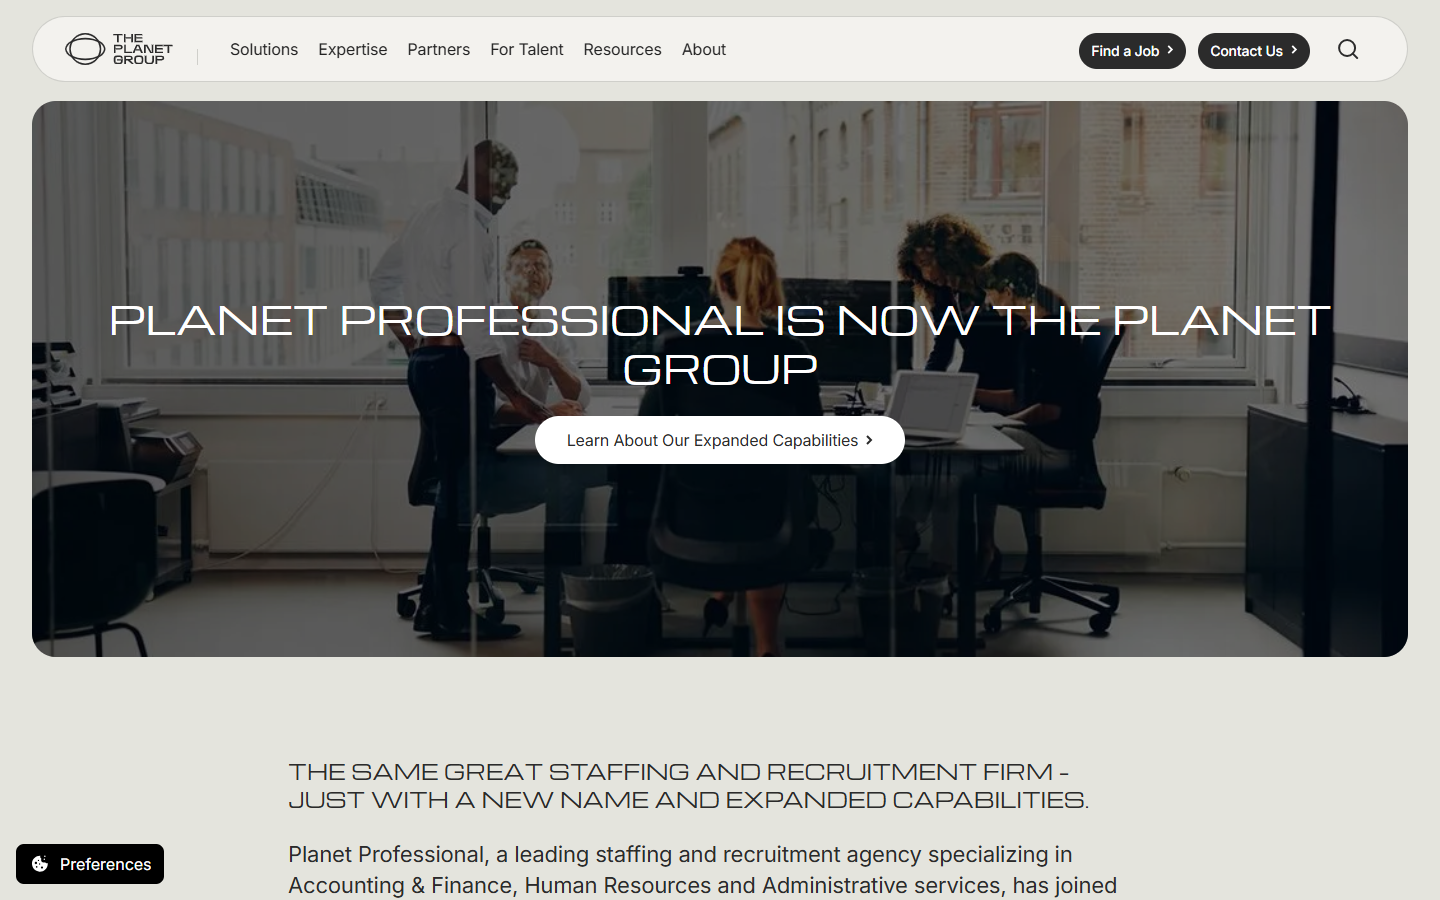 THE
PLANET
GROUP
Solutions Expertise Partners For Talent Resources About
Find a Job Contact Us
PLANET PROFESSIONAL IS NOW THE PLANET
GROUP
Learn About Our Expanded Capabilities
THE SAME GREAT STAFFING AND RECRUITMENT FIRM -
JUST WITH A NEW NAME AND EXPANDED CAPABILITIES.
Planet Professional, a leading staffing and recruitment agency specializing in
Accounting & Finance, Human Resources and Administrative services, has joined
Preferences